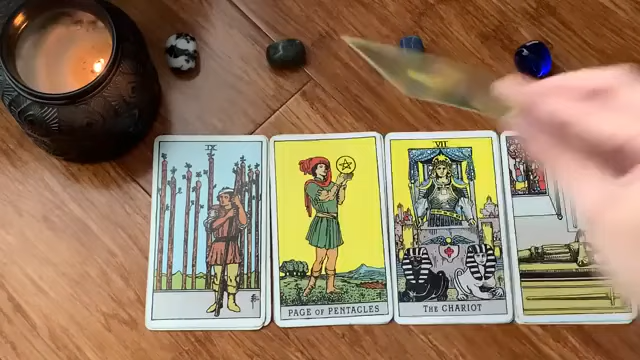 IX
PAGE OF PENTACLES
VII
THE CHARIOT